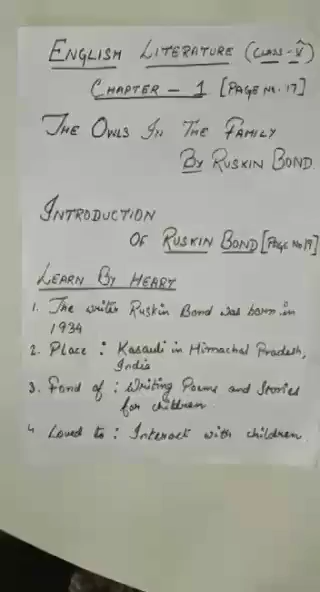 ENGLISH LITERATURE (CLASS-V)
CHAPTER - 1 [PAGE No. 17]
THE OWLS IN THE FAMILY
BY RUSKIN BOND.
INTRODUCTION
OF RUSKIN BOND [Page No 19]
LEARN BY HEART
1. The writer Ruskin Bond was born in
1934
2. Place : Kasauli in Himachal Pradesh,
India
3. Fond of : Writing Poems and Stories
for children.
4 Loved to : Interact with children.